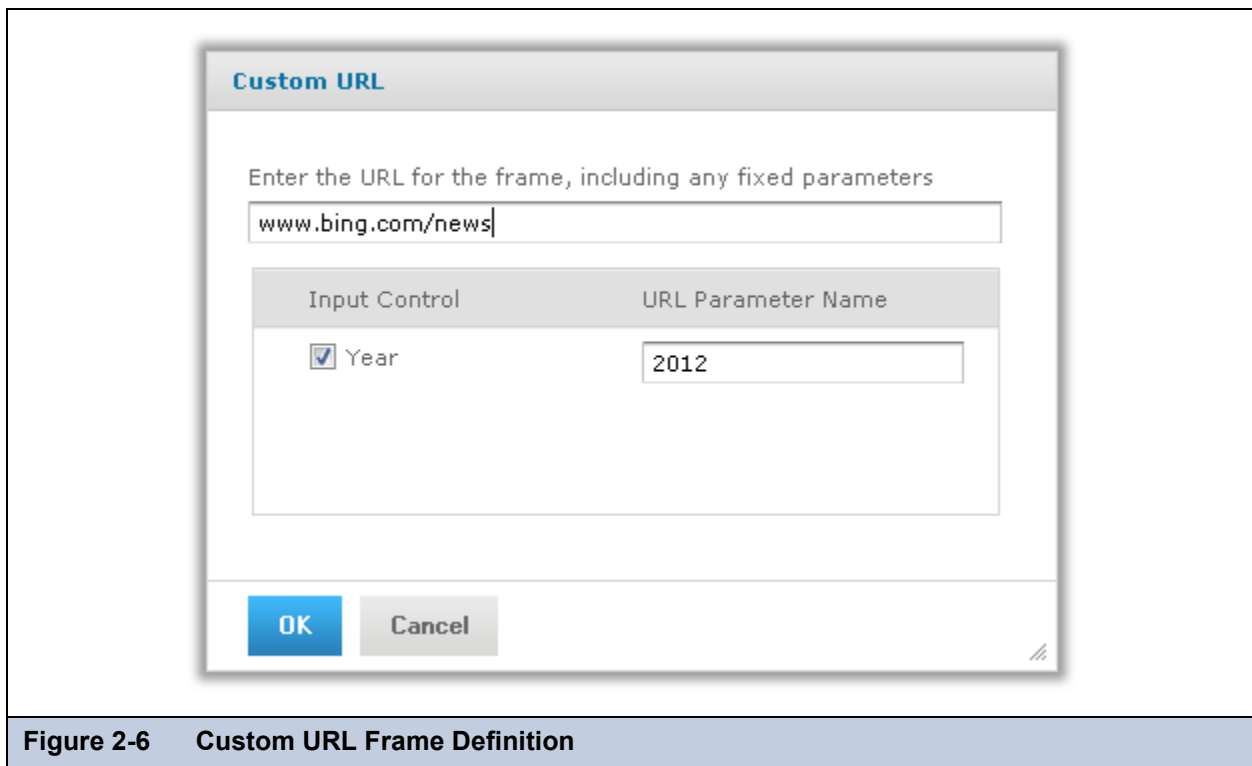 Custom URL
Enter the URL for the frame, including any fixed parameters
www.bing.com/news
Input Control URL Parameter Name
Year 2012
OK Cancel
Figure 2-6 Custom URL Frame Definition